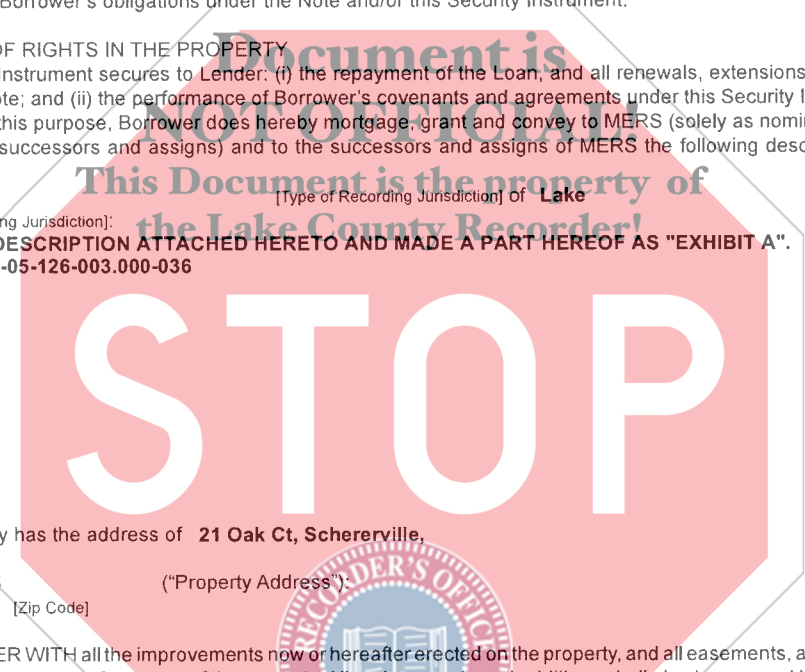 Borrower's obligations under the Note and/or this Security Instrument.
OF RIGHTS IN THE PROPERTY
Document is
Instrument secures to Lender: (i) the repayment of the Loan, and all renewals, extensions
ote; and (ii) the performance of Borrower's covenants and agreements under this Security I
NOT OFFICIAL!
this purpose, Borrower does hereby mortgage, grant and convey to MERS (solely as nomin
successors and assigns) and to the successors and assigns of MERS the following desc
This Document is the property of
[Type of Recording Jurisdiction] of Lake
ng Jurisdiction]:
the Lake County Recorder!
DESCRIPTION ATTACHED HERETO AND MADE A PART HEREOF AS "EXHIBIT A".
-05-126-003.000-036
STOP
y has the address of 21 Oak Ct, Schererville,
("Property Address"):
[Zip Code]
RECORDER'S OFFIC
ER WITH all the improvements now or hereafter erected on the property, and all easements, a